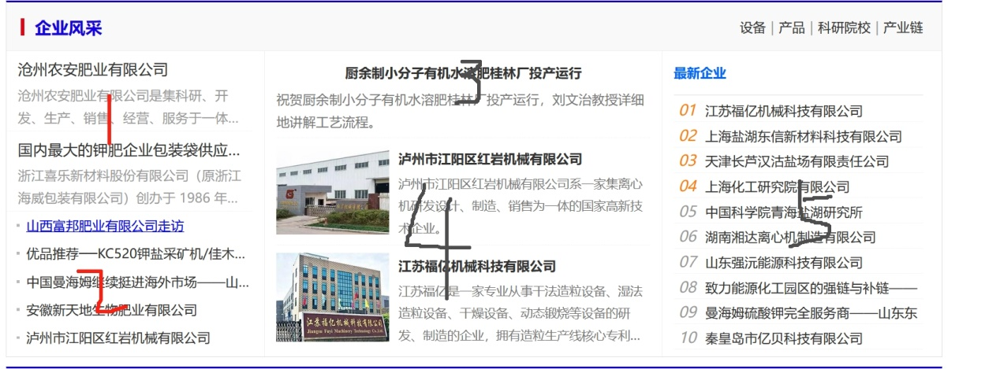 企业风采
设备 | 产品 | 科研院校 | 产业链
沧州农安肥业有限公司
沧州农安肥业有限公司是集科研、开
发、生产、销售、经营、服务于一体...
国内最大的钾肥企业包装袋供应...
浙江喜乐新材料股份有限公司（原浙江
海威包装有限公司）创办于 1986 年...
山西富邦肥业有限公司走访
优品推荐──KC520钾盐采矿机/佳木...
中国曼海姆继续挺进海外市场——山...
安徽新天地生物肥业有限公司
泸州市江阳区红岩机械有限公司
1
2
厨余制小分子有机水溶肥桂林厂投产运行
祝贺厨余制小分子有机水溶肥桂林厂投产运行，刘文治教授详细
地讲解工艺流程。
3
泸州市江阳区红岩机械有限公司
泸州市江阳区红岩机械有限公司系一家集离心
机研发设计、制造、销售为一体的国家高新技
术企业。
江苏福亿机械科技有限公司
江苏福亿是一家专业从事干法造粒设备、湿法
造粒设备、干燥设备、动态锻烧等设备的研
发、制造的企业，拥有造粒生产线核心专利...
江苏福亿机械科技有限公司
Jiangsu Fuyi Machinery Technology Co.,Ltd.
4
最新企业
01 江苏福亿机械科技有限公司
02 上海盐湖东信新材料科技有限公司
03 天津长芦汉沽盐场有限责任公司
04 上海化工研究院有限公司
05 中国科学院青海盐湖研究所
06 湖南湘达离心机制造有限公司
07 山东强沅能源科技有限公司
08 致力能源化工园区的强链与补链——
09 曼海姆硫酸钾完全服务商——山东东
10 秦皇岛市亿贝科技有限公司
5